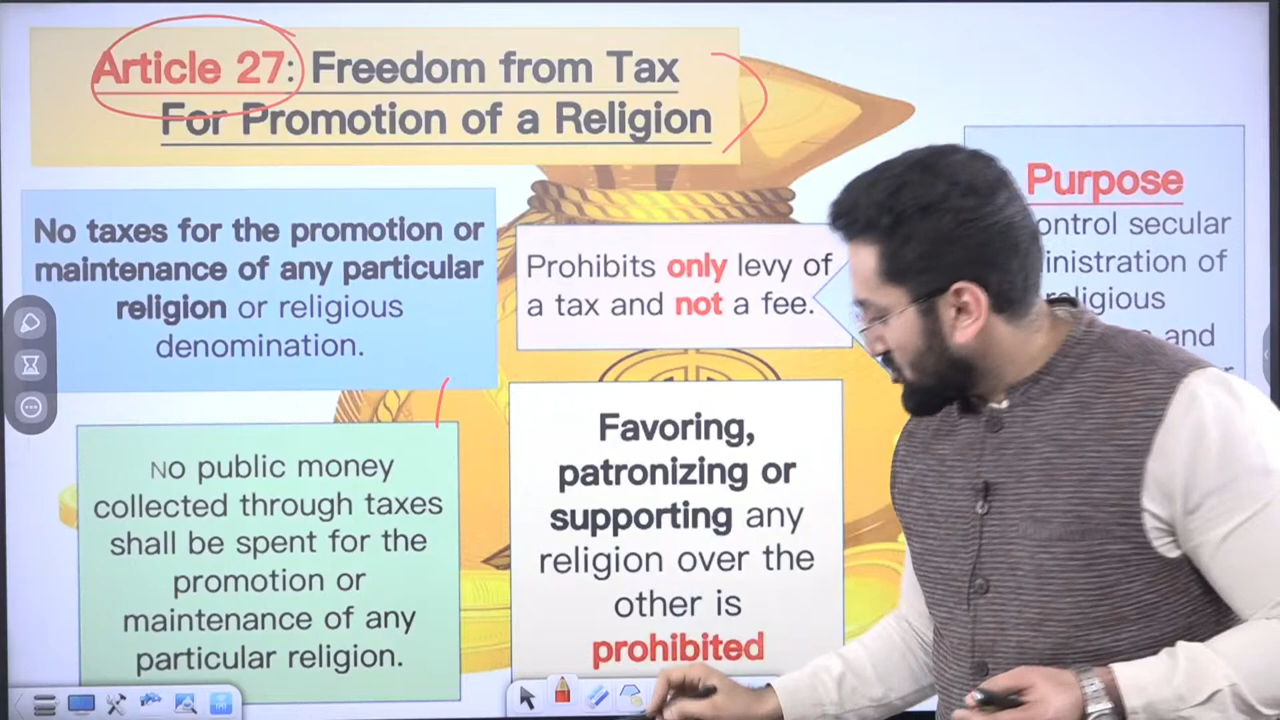 Article 27: Freedom from Tax
For Promotion of a Religion
No taxes for the promotion or
maintenance of any particular
religion or religious
denomination.
Prohibits only levy of
a tax and not a fee.
Purpose
secular
of
and
No public money
collected through taxes
shall be spent for the
promotion or
maintenance of any
particular religion.
Favoring,
patronizing or
supporting any
religion over the
other is
prohibited